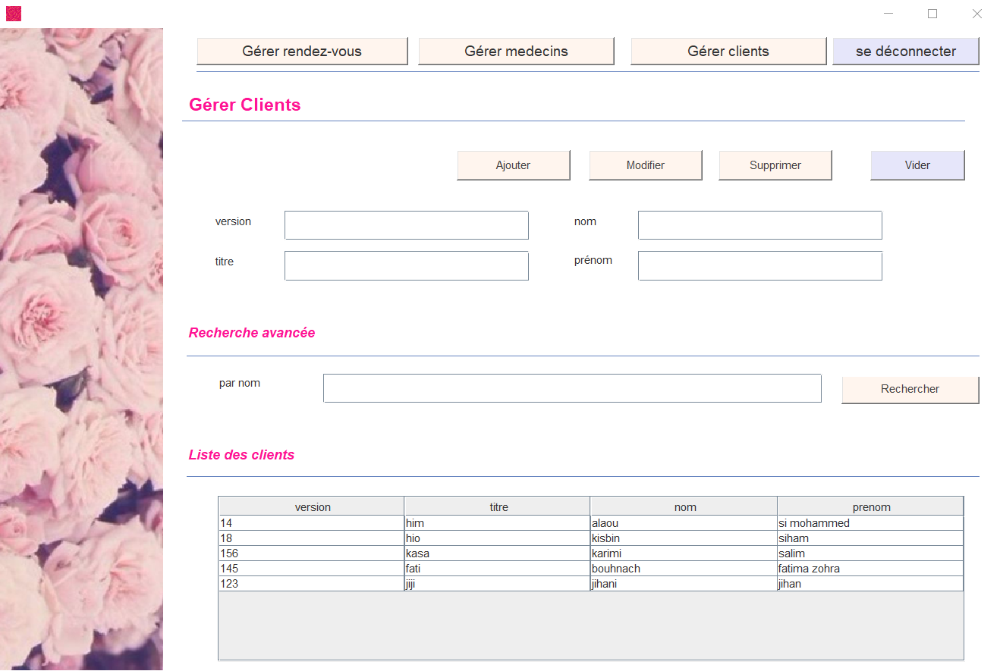 Gérer rendez-vous Gérer medecins Gérer clients se déconnecter
Gérer Clients
Ajouter Modifier Supprimer Vider
version nom
titre prénom
Recherche avancée
par nom Rechercher
Liste des clients
version titre nom prenom
14 him alaou si mohammed
18 hio kisbin siham
156 kasa karimi salim
145 fati bouhnach fatima zohra
123 jiji jihani jihan